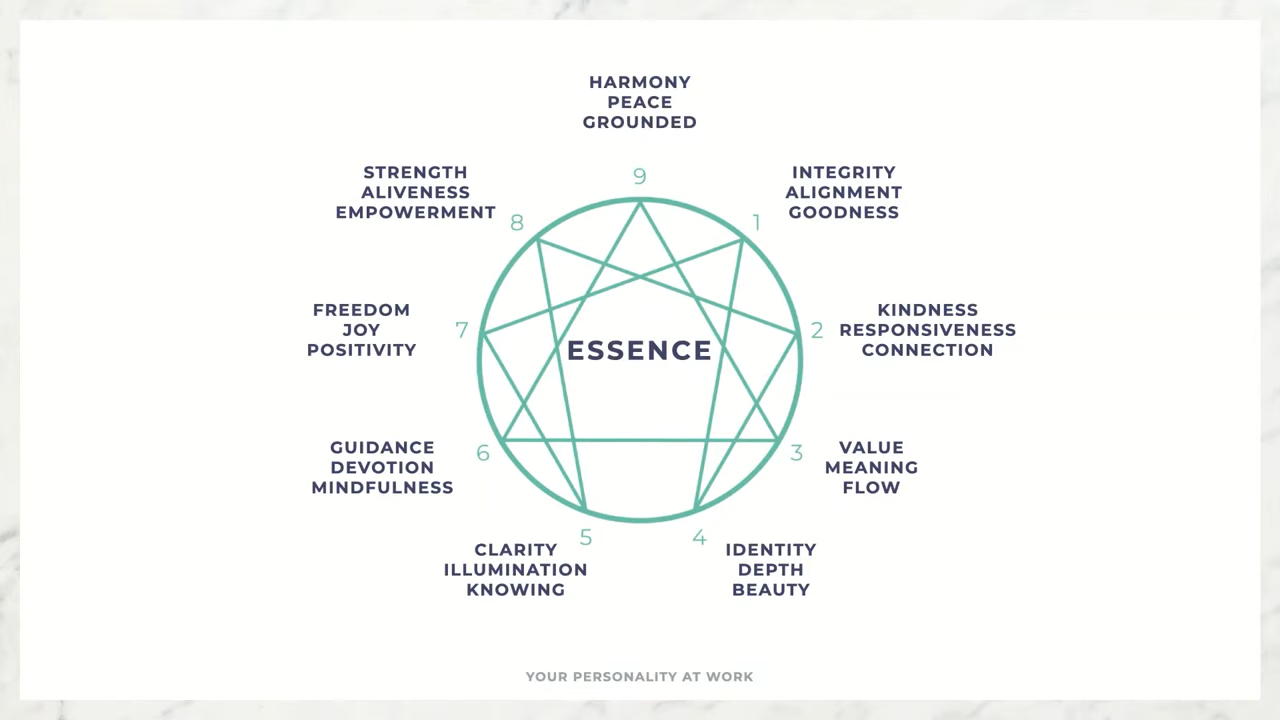 HARMONY
PEACE
GROUNDED
9
STRENGTH
ALIVENESS
EMPOWERMENT
8
INTEGRITY
ALIGNMENT
GOODNESS
1
FREEDOM
JOY
POSITIVITY
7
ESSENCE
2
KINDNESS
RESPONSIVENESS
CONNECTION
GUIDANCE
DEVOTION
MINDFULNESS
6
3
VALUE
MEANING
FLOW
5
CLARITY
ILLUMINATION
KNOWING
4
IDENTITY
DEPTH
BEAUTY
YOUR PERSONALITY AT WORK